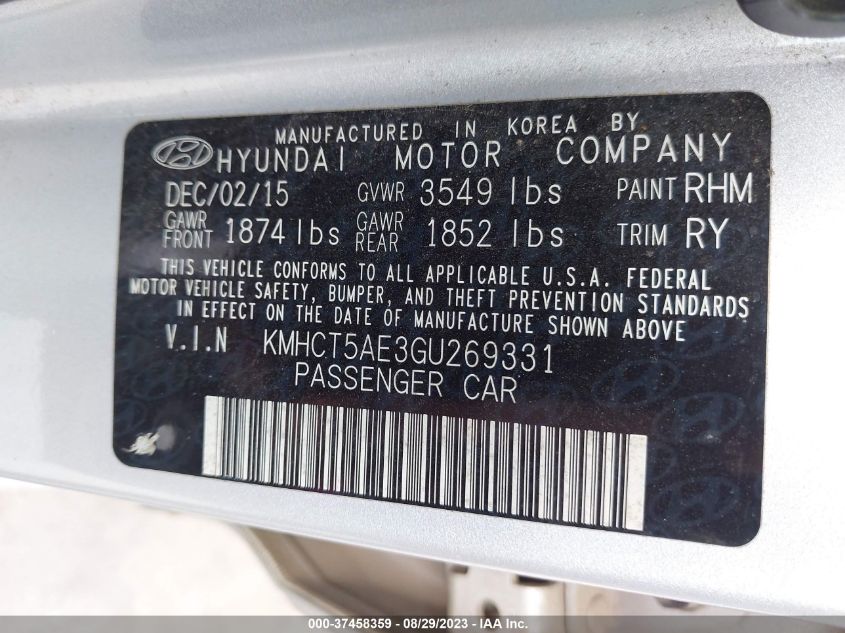 MANUFACTURED IN KOREA BY
HYUNDAI MOTOR COMPANY
DEC/02/15 GVWR 3549 lbs PAINT RHM
GAWR FRONT 1874 lbs GAWR REAR 1852 lbs TRIM RY
THIS VEHICLE CONFORMS TO ALL APPLICABLE U.S.A. FEDERAL
MOTOR VEHICLE SAFETY, BUMPER, AND THEFT PREVENTION STANDARDS
IN EFFECT ON THE DATE OF MANUFACTURE SHOWN ABOVE
V.I.N KMHCT5AE3GU269331
PASSENGER CAR
000-37458359 - 08/29/2023 - IAAI.COM